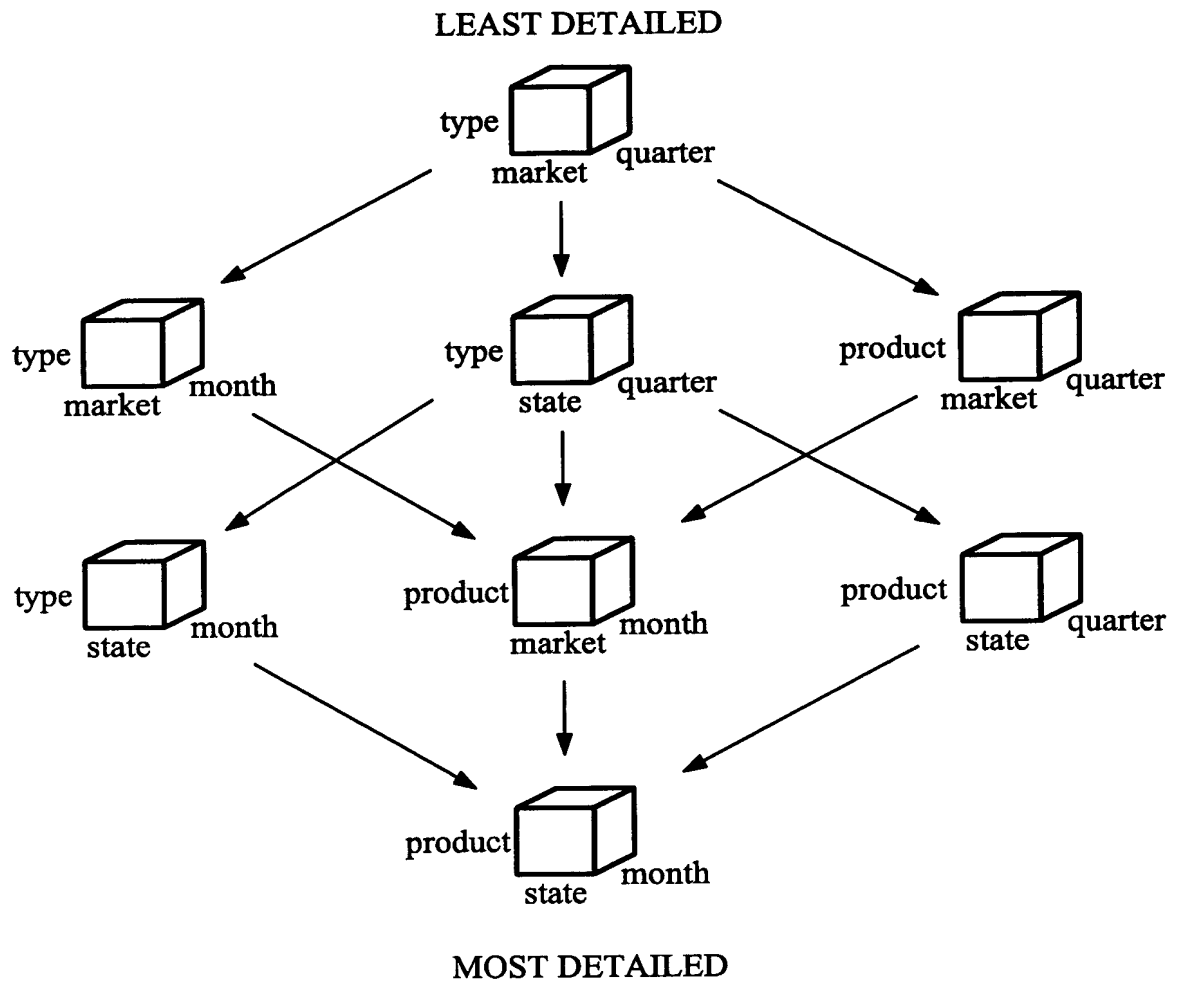 LEAST DETAILED
type
market
quarter
type
market
month
type
state
quarter
product
market
quarter
type
state
month
product
market
month
product
state
quarter
product
state
month
MOST DETAILED